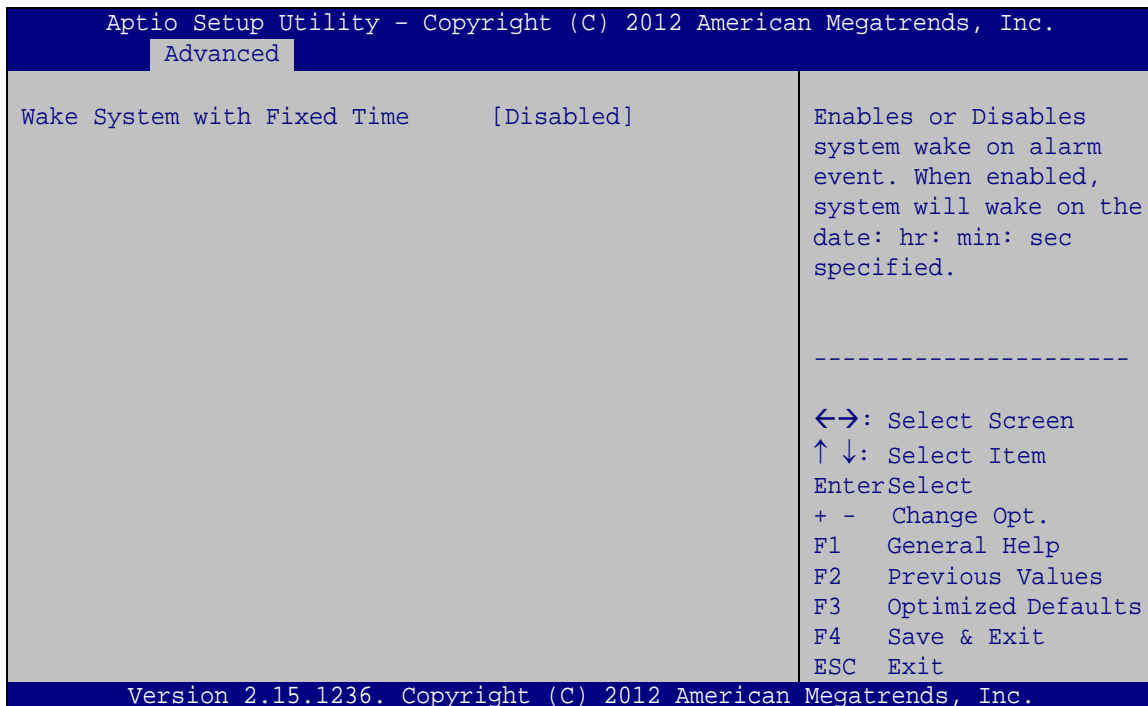 Aptio Setup Utility – Copyright (C) 2012 American Megatrends, Inc.
Advanced
Wake System with Fixed Time [Disabled]
Enables or Disables
system wake on alarm
event. When enabled,
system will wake on the
date: hr: min: sec
specified.
-----------------------
←→: Select Screen
↑ ↓: Select Item
EnterSelect
+ - Change Opt.
F1 General Help
F2 Previous Values
F3 Optimized Defaults
F4 Save & Exit
ESC Exit
Version 2.15.1236. Copyright (C) 2012 American Megatrends, Inc.